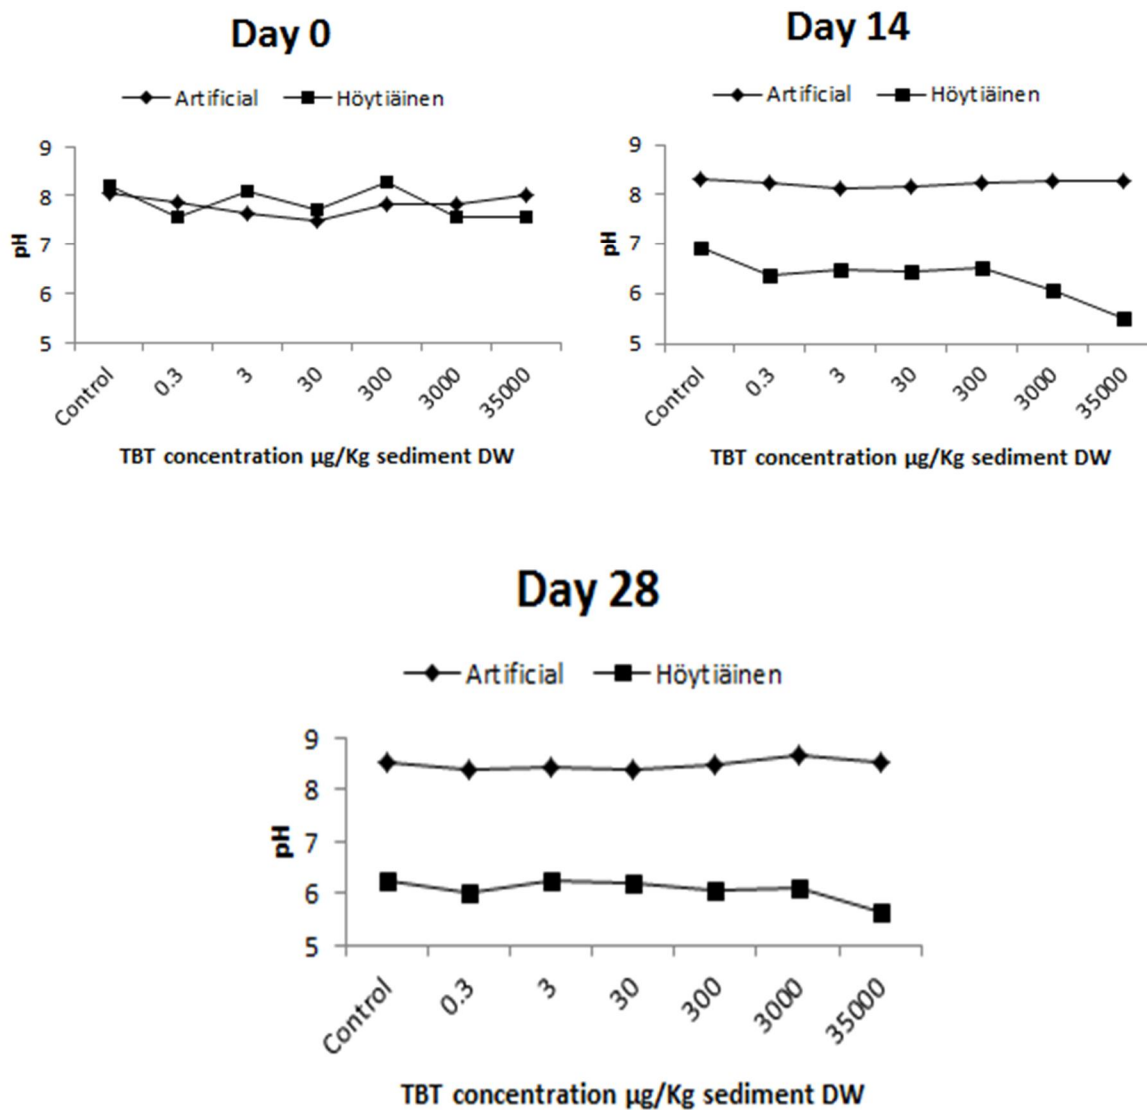 Day 0
Artificial Höytiäinen
9
8
7
6
5
pH
Control 0.3 3 30 300 3000 35000
TBT concentration µg/Kg sediment DW
Day 14
Artificial Höytiäinen
9
8
7
6
5
pH
Control 0.3 3 30 300 3000 35000
TBT concentration µg/Kg sediment DW
Day 28
Artificial Höytiäinen
9
8
7
6
5
pH
Control 0.3 3 30 300 3000 35000
TBT concentration µg/Kg sediment DW